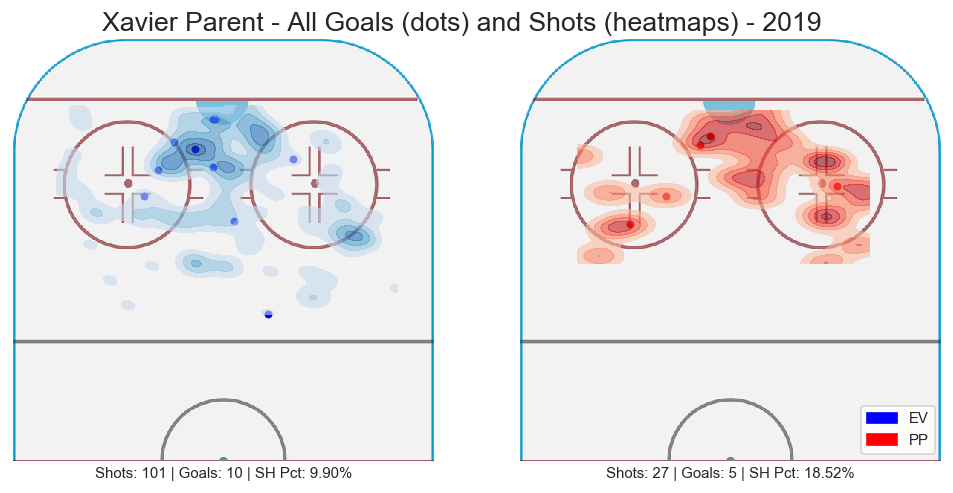 Xavier Parent - All Goals (dots) and Shots (heatmaps) - 2019
EV
PP
Shots: 101 | Goals: 10 | SH Pct: 9.90%
Shots: 27 | Goals: 5 | SH Pct: 18.52%